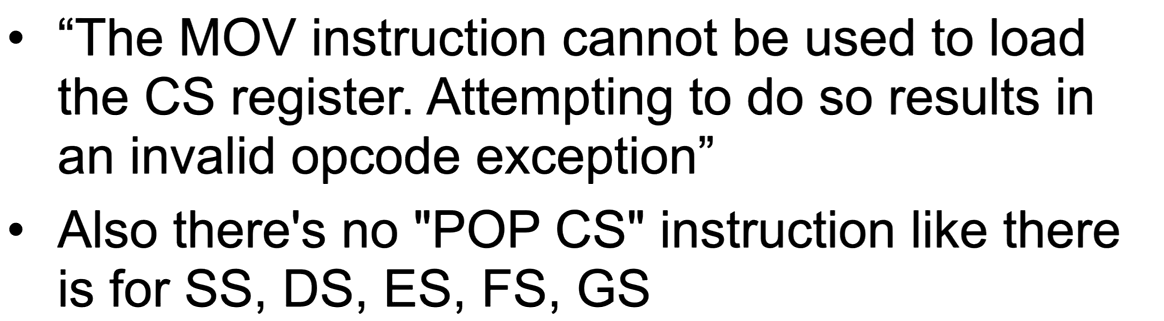 • “The MOV instruction cannot be used to load
the CS register. Attempting to do so results in
an invalid opcode exception”
• Also there's no "POP CS" instruction like there
is for SS, DS, ES, FS, GS